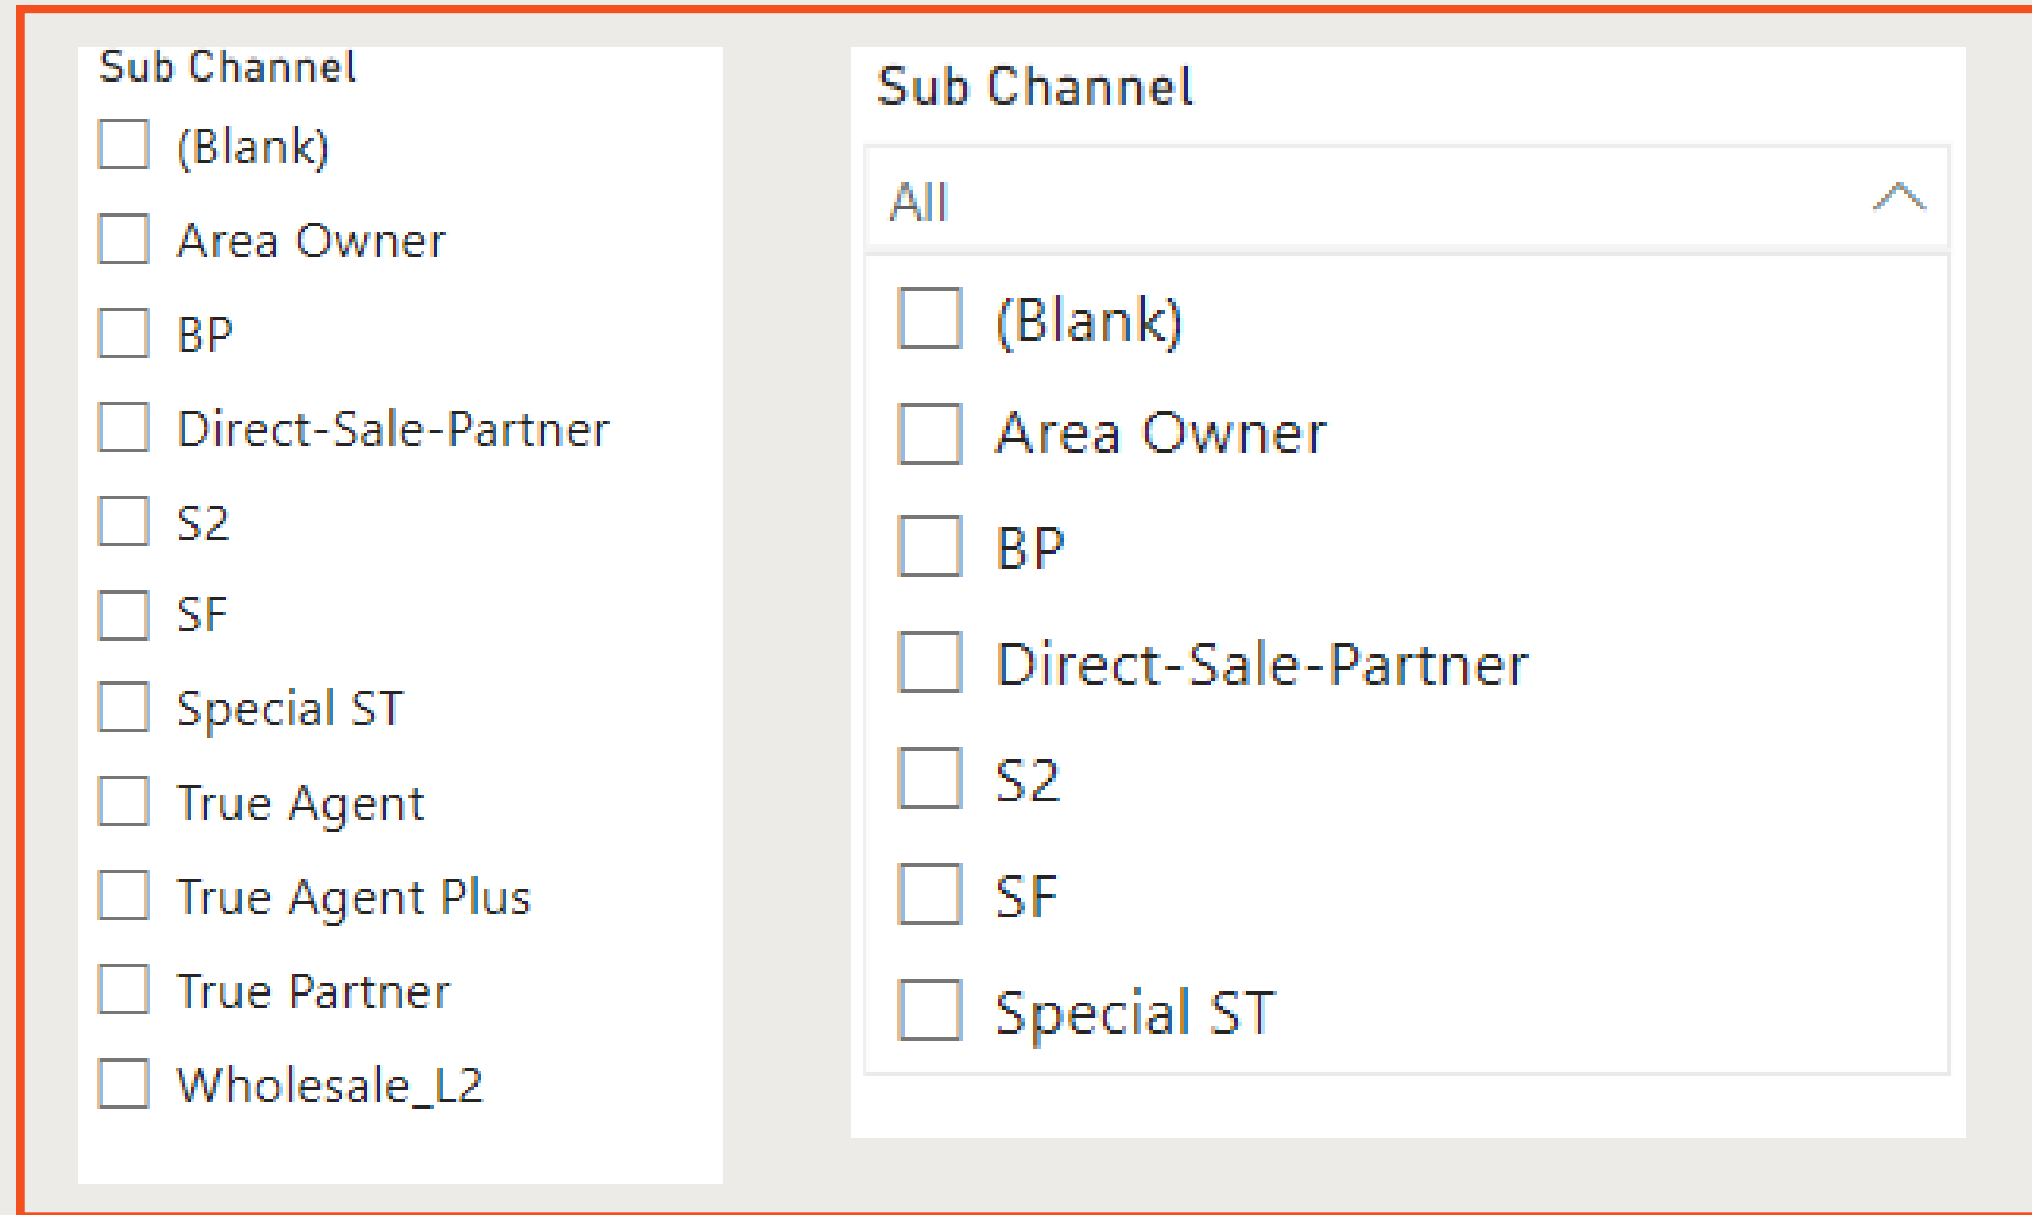 Sub Channel
(Blank)
Area Owner
BP
Direct-Sale-Partner
S2
SF
Special ST
True Agent
True Agent Plus
True Partner
Wholesale_L2
Sub Channel
All
(Blank)
Area Owner
BP
Direct-Sale-Partner
S2
SF
Special ST